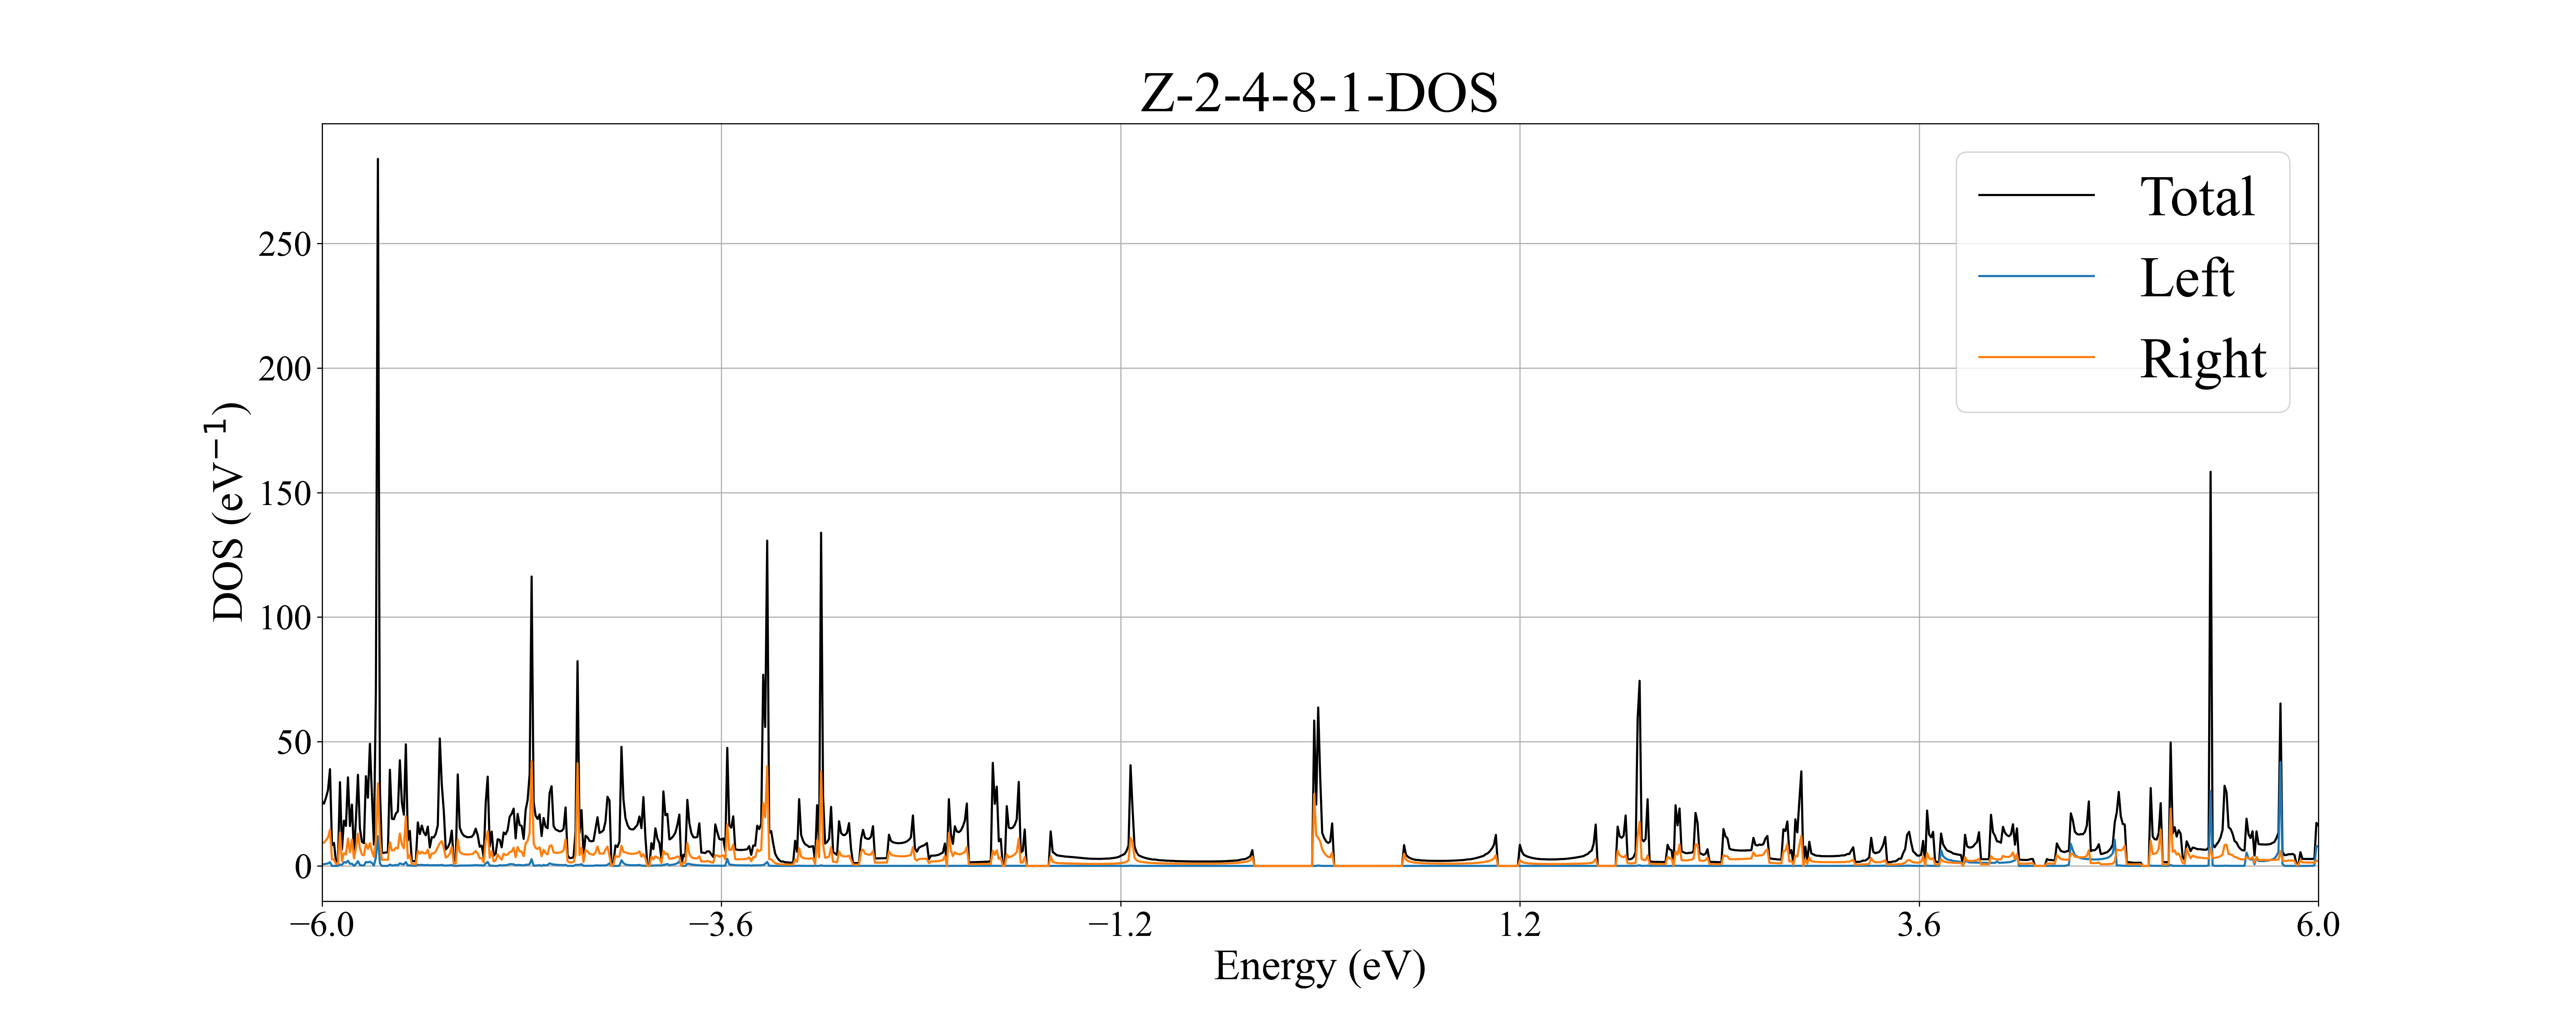 Z-2-4-8-1-DOS
Total
Left
Right
DOS (eV⁻¹)
250
200
150
100
50
0
−6.0 −3.6 −1.2 1.2 3.6 6.0
Energy (eV)